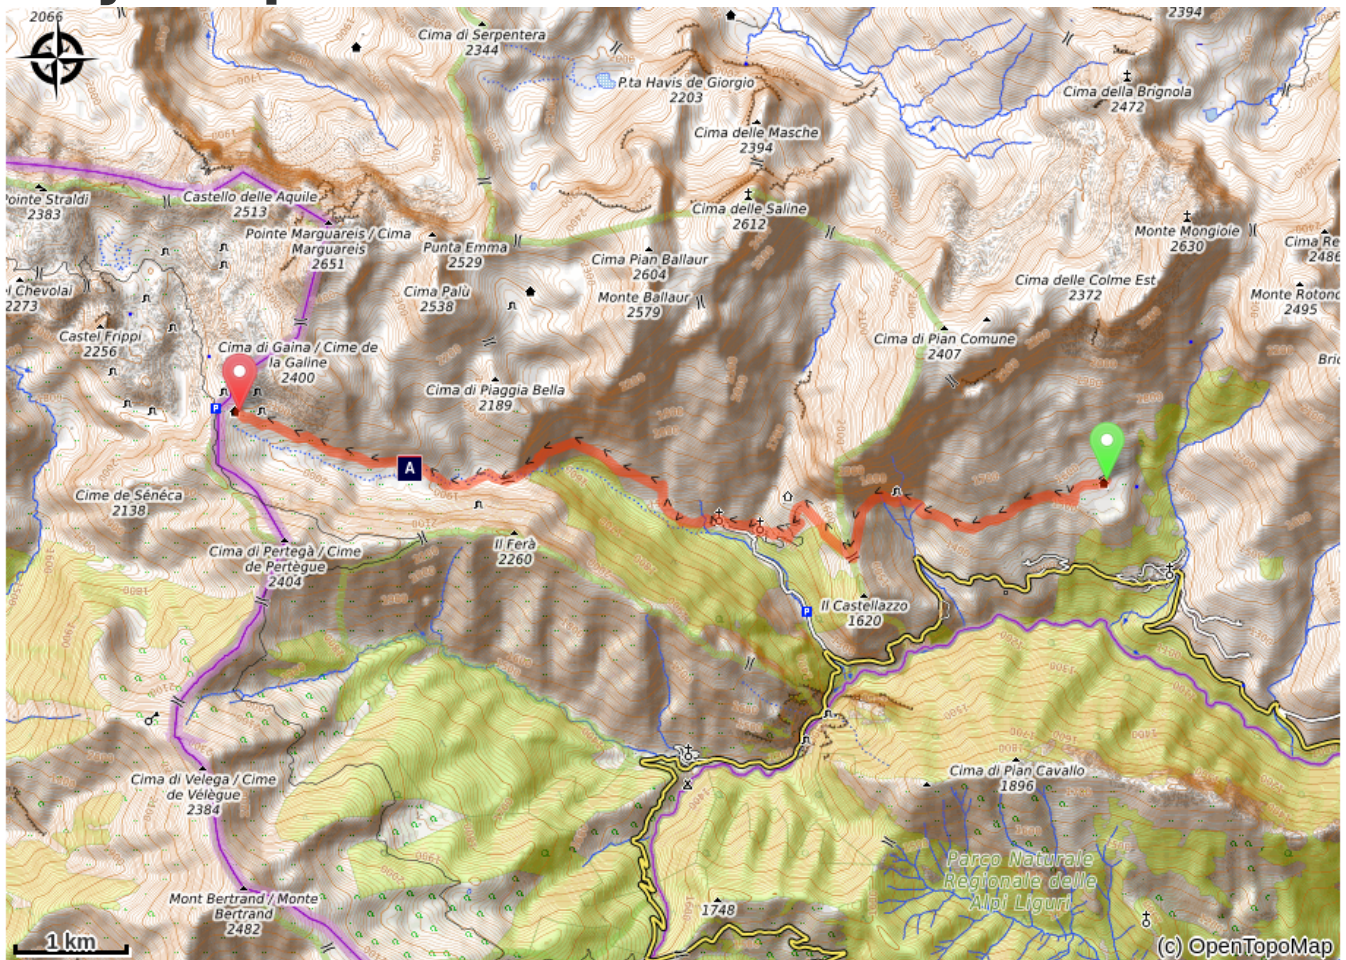 2066
Cima di Serpentera
2344
2394
P.ta Havis de Giorgio
2203
Cima della Brignola
2472
Cima delle Masche
2394
Pointe Straldi
2383
Castello delle Aquile
2513
Cima delle Saline
2612
Pointe Marguareis / Cima
Marguareis
2651
Punta Emma
2529
Monte Mongioie
2630
Cima Re
2486
Cima Pian Ballaur
2604
el Chevolai
2273
Cima Palù
2538
Monte Ballaur
2579
Cima delle Colme Est
2372
Monte Rotond
2495
Castel Frippi
2256
Cima di Gaina / Cime de
la Galine
2400
Cima di Pian Comune
2407
Bric
Cima di Piaggia Bella
2189
P
A
Cime de Sénéca
2138
Il Ferà
2260
Cima di Pertegà / Cime
de Pertègue
2404
P
Il Castellazzo
1620
Cima di Velega / Cime
de Vélègue
2384
Cima di Pian Cavallo
1896
Parco Naturale
Regionale delle
Alpi Liguri
Mont Bertrand / Monte
Bertrand
2482
1748
1 km
(c) OpenTopoMap